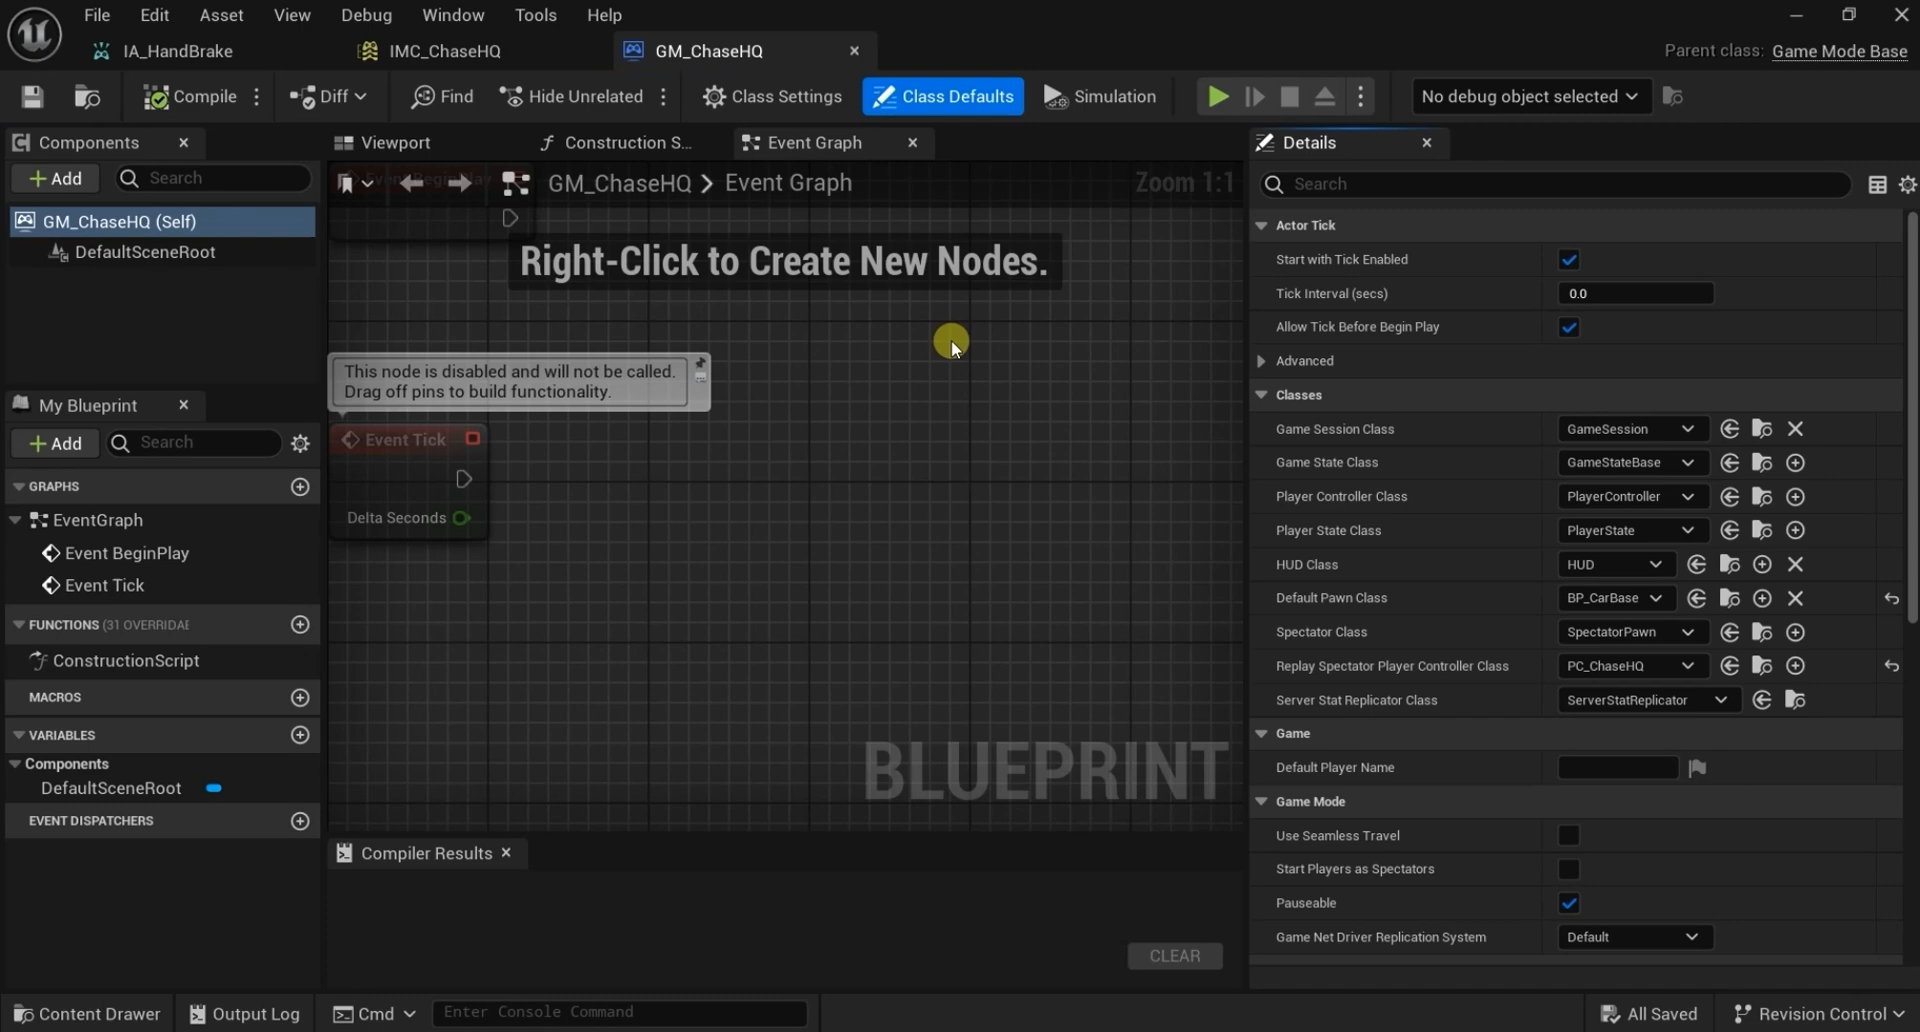 File Edit Asset View Debug Window Tools Help
IA_HandBrake IMC_ChaseHQ GM_ChaseHQ Parent class: Game Mode Base
Compile Diff Find Hide Unrelated Class Settings Class Defaults Simulation No debug object selected
Components
Add Search
GM_ChaseHQ (Self)
DefaultSceneRoot
My Blueprint
Add Search
GRAPHS
EventGraph
Event BeginPlay
Event Tick
FUNCTIONS (31 OVERRIDAE
ConstructionScript
MACROS
VARIABLES
Components
DefaultSceneRoot
EVENT DISPATCHERS
Viewport Construction S... Event Graph
GM_ChaseHQ > Event Graph Zoom 1:1
Right-Click to Create New Nodes.
This node is disabled and will not be called.
Drag off pins to build functionality.
Event Tick
Delta Seconds
BLUEPRINT
Compiler Results
CLEAR
Details
Search
Actor Tick
Start with Tick Enabled
Tick Interval (secs) 0.0
Allow Tick Before Begin Play
Advanced
Classes
Game Session Class GameSession
Game State Class GameStateBase
Player Controller Class PlayerController
Player State Class PlayerState
HUD Class HUD
Default Pawn Class BP_CarBase
Spectator Class SpectatorPawn
Replay Spectator Player Controller Class PC_ChaseHQ
Server Stat Replicator Class ServerStatReplicator
Game
Default Player Name
Game Mode
Use Seamless Travel
Start Players as Spectators
Pauseable
Game Net Driver Replication System Default
Content Drawer Output Log Cmd Enter Console Command All Saved Revision Control